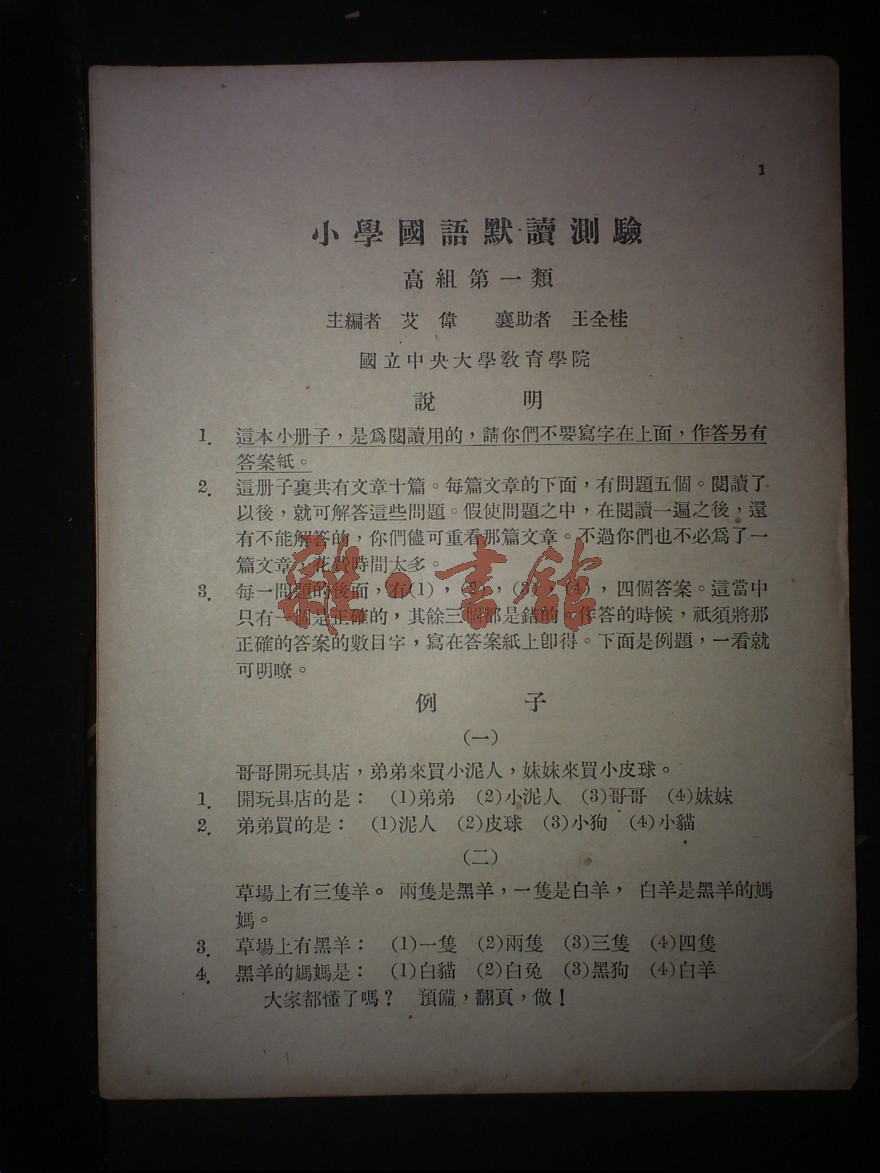 1
小學國語默讀測驗
高組第一類
主編者 艾偉 襄助者 王全桂
國立中央大學教育學院
說 明
1. 這本小册子，是爲閱讀用的，請你們不要寫字在上面，作答另有
答案紙。
2. 這册子裏共有文章十篇。每篇文章的下面，有問題五個。閱讀了
以後，就可解答這些問題。假使問題之中，在閱讀一遍之後，還
有不能解答的，你們儘可重看那篇文章。不過你們也不必爲了一
篇文章，花費時間太多。
3. 每一問題的後面，有(1)，(2)，(3)，(4)，四個答案。這當中
只有一個是正確的，其餘三個都是錯的。作答的時候，祇須將那
正確的答案的數目字，寫在答案紙上卽得。下面是例題，一看就
可明瞭。
雜·書館
例 子
(一)
哥哥開玩具店，弟弟來買小泥人，妹妹來買小皮球。
1. 開玩具店的是： (1)弟弟 (2)小泥人 (3)哥哥 (4)妹妹
2. 弟弟買的是： (1)泥人 (2)皮球 (3)小狗 (4)小貓
(二)
草場上有三隻羊。 兩隻是黑羊，一隻是白羊， 白羊是黑羊的媽
媽。
3. 草場上有黑羊： (1)一隻 (2)兩隻 (3)三隻 (4)四隻
4. 黑羊的媽媽是： (1)白貓 (2)白兔 (3)黑狗 (4)白羊
大家都懂了嗎？ 預備，翻頁，做！